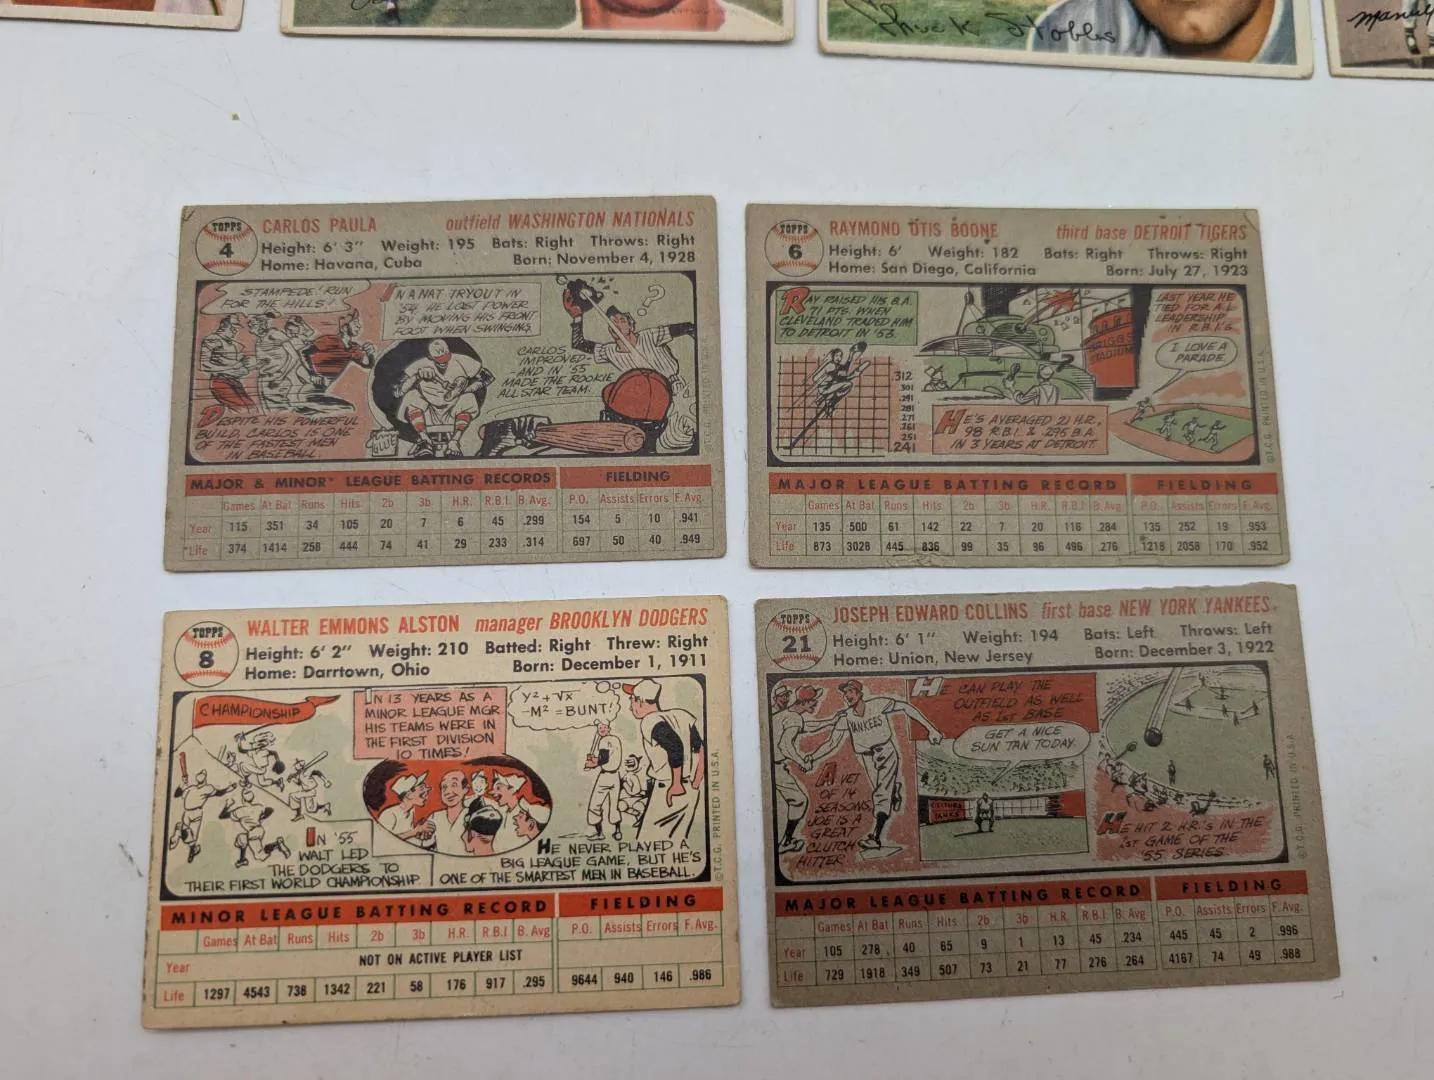 Chuck Stobbs
TOPPS
4
CARLOS PAULA outfield WASHINGTON NATIONALS
Height: 6' 3" Weight: 195 Bats: Right Throws: Right
Home: Havana, Cuba Born: November 4, 1928
STAMPEDE! RUN
FOR THE HILLS!
IN A NAT TRYOUT IN
'54, HE LOST POWER
BY MOVING HIS FRONT
FOOT WHEN SWINGING.
CARLOS
IMPROVED-
-AND IN '55
MADE THE ROOKIE
ALL STAR TEAM.
DESPITE HIS POWERFUL
BUILD, CARLOS IS ONE
OF THE FASTEST MEN
IN BASEBALL.
GLUE
©T.C.G. PRINTED IN U.S.A.
MAJOR & MINOR* LEAGUE BATTING RECORDS FIELDING
Games At Bat Runs Hits 2b 3b H.R. R.B.I. B. Avg. P.O. Assists Errors F. Avg.
Year 115 351 34 105 20 7 6 45 .299 154 5 10 .941
*Life 374 1414 258 444 74 41 29 233 .314 697 50 40 .949
TOPPS
6
RAYMOND OTIS BOONE third base DETROIT TIGERS
Height: 6' Weight: 182 Bats: Right Throws: Right
Home: San Diego, California Born: July 27, 1923
RAY RAISED HIS B.A.
71 PTS. WHEN
CLEVELAND TRADED HIM
TO DETROIT IN '53.
.312
.301
.291
.281
.271
.261
.251
.241
BRIGGS
STADIUM
LAST YEAR HE
TIED FOR A.L.
LEADERSHIP
IN R.B.I.'S.
I LOVE A
PARADE.
HE'S AVERAGED 21 H.R.,
98 R.B.I. & .295 B.A.
IN 3 YEARS AT DETROIT.
©T.C.G. PRINTED IN U.S.A.
MAJOR LEAGUE BATTING RECORD FIELDING
Games At Bat Runs Hits 2b 3b H.R. R.B.I. B. Avg. P.O. Assists Errors F. Avg.
Year 135 500 61 142 22 7 20 116 .284 135 252 19 .953
Life 873 3028 445 836 99 35 96 496 .276 1218 2058 170 .952
TOPPS
8
WALTER EMMONS ALSTON manager BROOKLYN DODGERS
Height: 6' 2" Weight: 210 Batted: Right Threw: Right
Home: Darrtown, Ohio Born: December 1, 1911
CHAMPIONSHIP
IN 13 YEARS AS A
MINOR LEAGUE MGR.
HIS TEAMS WERE IN
THE FIRST DIVISION
10 TIMES!
Y²+√X
-M²=BUNT!
IN '55
WALT LED
THE DODGERS TO
THEIR FIRST WORLD CHAMPIONSHIP.
HE NEVER PLAYED A
BIG LEAGUE GAME, BUT HE'S
ONE OF THE SMARTEST MEN IN BASEBALL.
©T.C.G. PRINTED IN U.S.A.
MINOR LEAGUE BATTING RECORD FIELDING
Games At Bat Runs Hits 2b 3b H.R. R.B.I. B. Avg. P.O. Assists Errors F. Avg.
Year NOT ON ACTIVE PLAYER LIST
Life 1297 4543 738 1342 221 58 176 917 .295 9644 940 146 .986
TOPPS
21
JOSEPH EDWARD COLLINS first base NEW YORK YANKEES
Height: 6' 1" Weight: 194 Bats: Left Throws: Left
Home: Union, New Jersey Born: December 3, 1922
YANKEES
A VET
OF 14
SEASONS,
JOE IS A
GREAT
CLUTCH
HITTER.
HE CAN PLAY THE
OUTFIELD AS WELL
AS 1st BASE
GET A NICE
SUN TAN TODAY.
HE HIT 2 H.R.'S IN THE
1st GAME OF THE
'55 SERIES.
©T.C.G. PRINTED IN U.S.A.
MAJOR LEAGUE BATTING RECORD FIELDING
Games At Bat Runs Hits 2b 3b H.R. R.B.I. B. Avg. P.O. Assists Errors F. Avg.
Year 105 278 40 65 9 1 13 45 .234 445 45 2 .996
Life 729 1918 349 507 73 21 77 276 .264 4167 74 49 .988